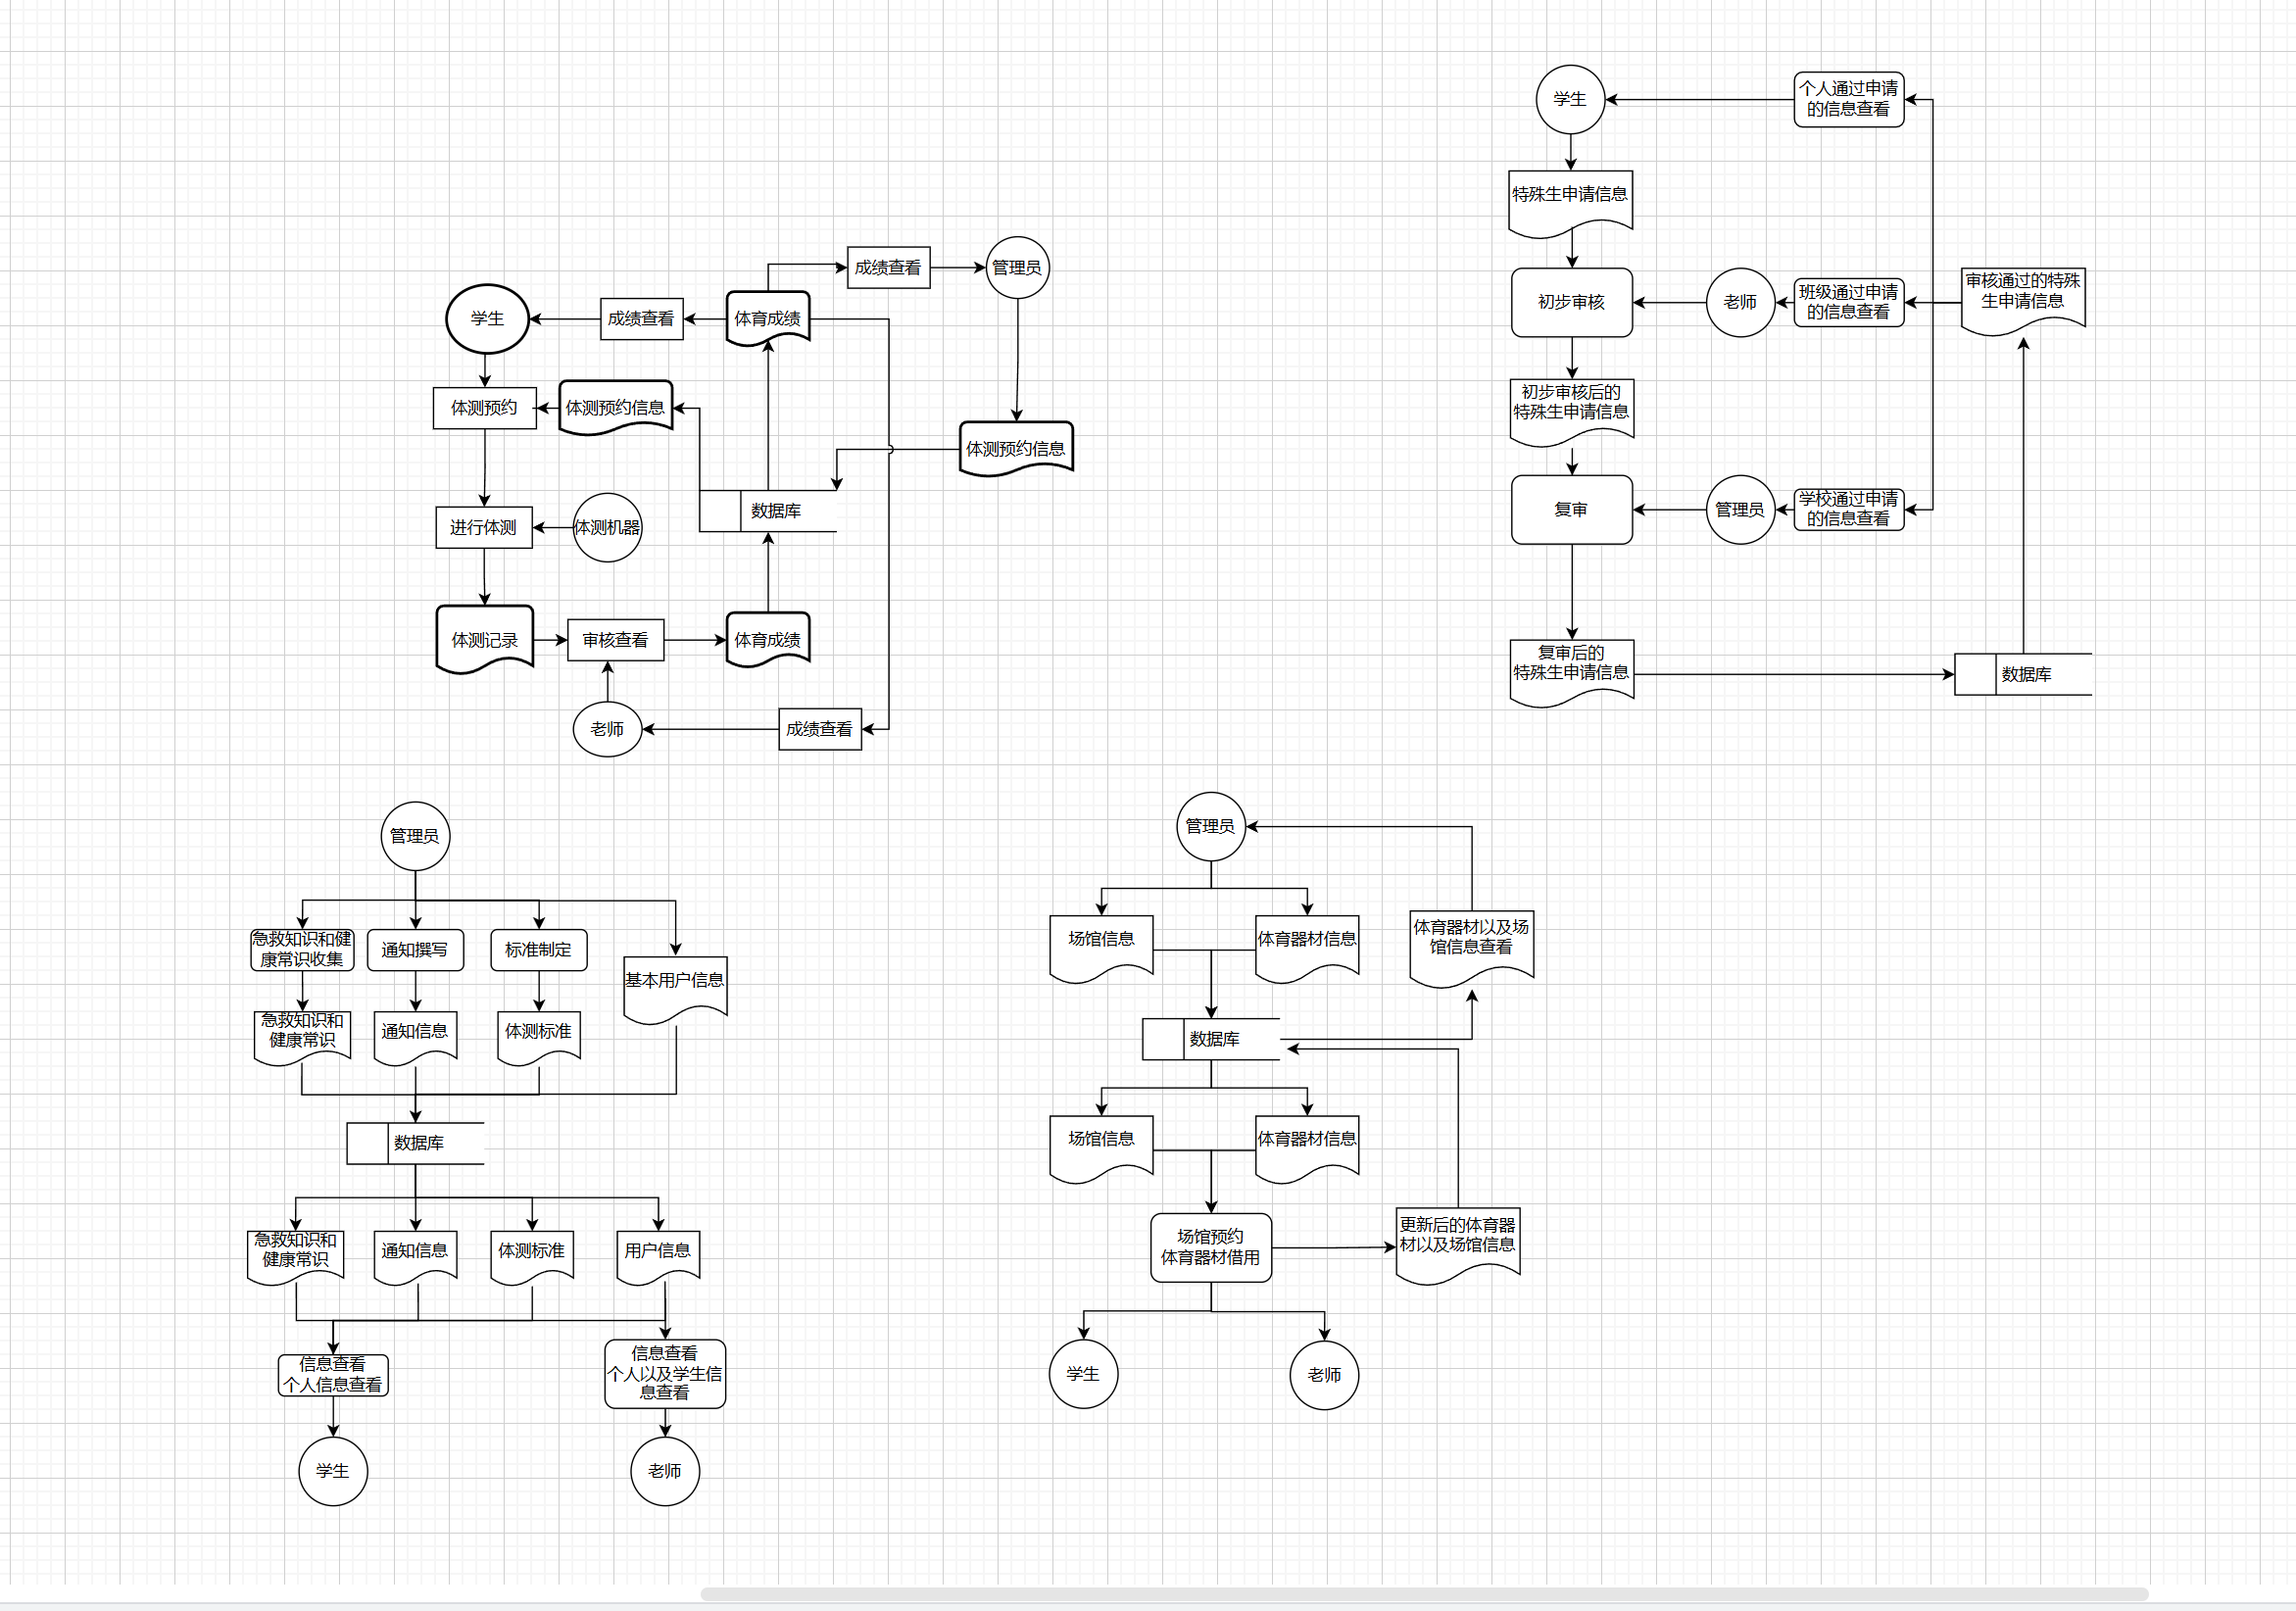 学生
个人通过申请
的信息查看
特殊生申请信息
初步审核
老师
班级通过申请
的信息查看
审核通过的特殊
生申请信息
初步审核后的
特殊生申请信息
复审
管理员
学校通过申请
的信息查看
复审后的
特殊生申请信息
数据库
成绩查看
管理员
学生
成绩查看
体育成绩
体测预约
体测预约信息
体测预约信息
数据库
进行体测
体测机器
体测记录
审核查看
体育成绩
老师
成绩查看
管理员
急救知识和健
康常识收集
通知撰写
标准制定
基本用户信息
急救知识和
健康常识
通知信息
体测标准
数据库
急救知识和
健康常识
通知信息
体测标准
用户信息
信息查看
个人信息查看
信息查看
个人以及学生信
息查看
学生
老师
管理员
场馆信息
体育器材信息
体育器材以及场
馆信息查看
数据库
场馆信息
体育器材信息
场馆预约
体育器材借用
更新后的体育器
材以及场馆信息
学生
老师